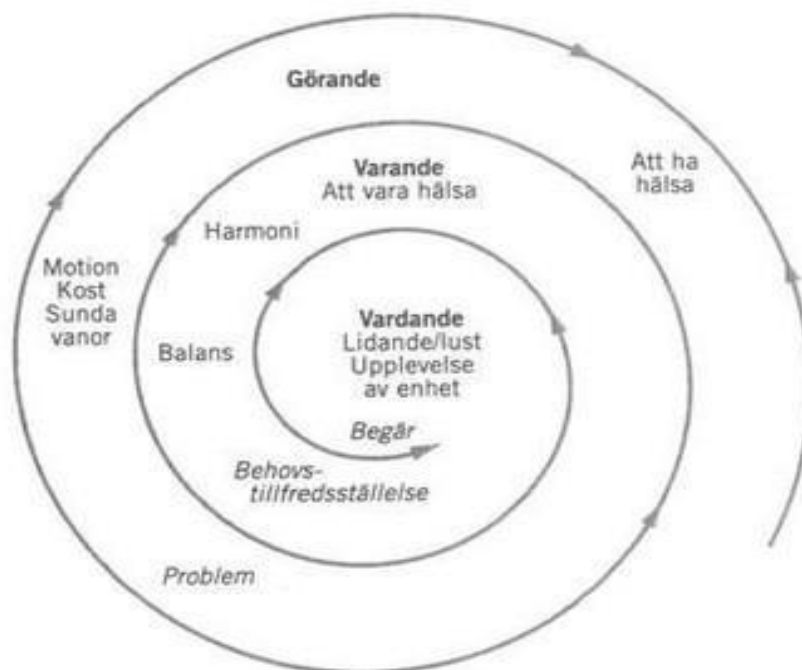 Görande
Att ha
hälsa
Varande
Att vara hälsa
Harmoni
Motion
Kost
Sunda
vanor
Balans
Vardande
Lidande/lust
Upplevelse
av enhet
Begär
Behovs-
tillfredsställelse
Problem